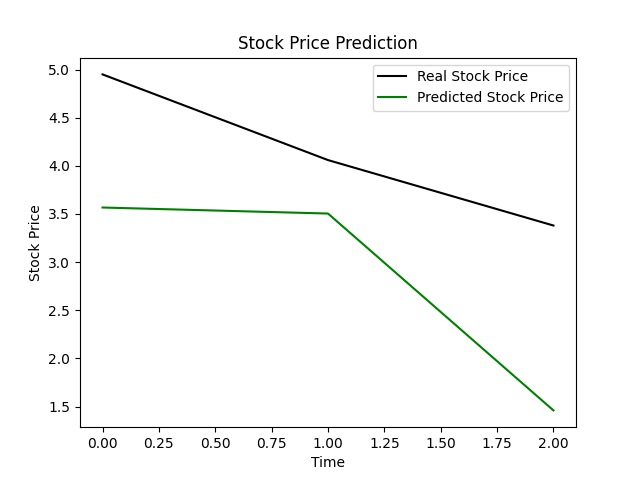 Stock Price Prediction
Real Stock Price
Predicted Stock Price
Stock Price
5.0
4.5
4.0
3.5
3.0
2.5
2.0
1.5
0.00 0.25 0.50 0.75 1.00 1.25 1.50 1.75 2.00
Time